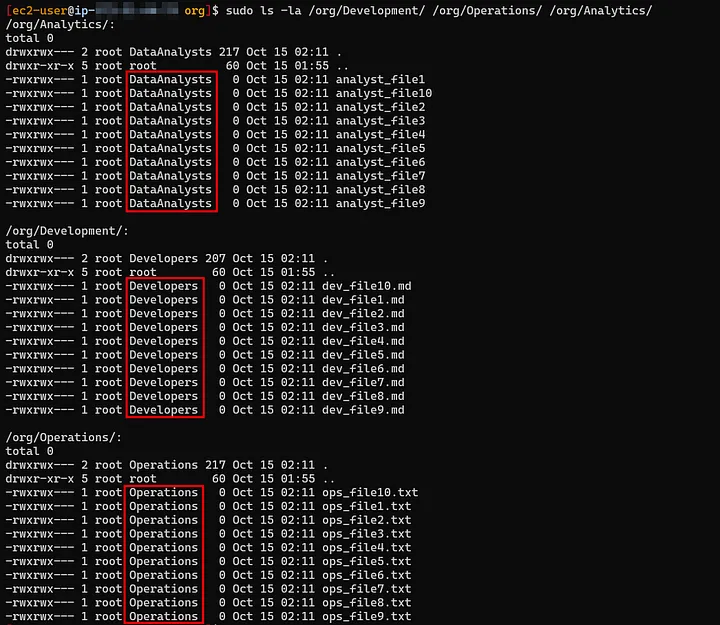 [ec2-user@ip- org]$ sudo ls -la /org/Development/ /org/Operations/ /org/Analytics/
/org/Analytics/:
total 0
drwxrwx--- 2 root DataAnalysts 217 Oct 15 02:11 .
drwxr-xr-x 5 root root          60 Oct 15 01:55 ..
-rwxrwx--- 1 root DataAnalysts   0 Oct 15 02:11 analyst_file1
-rwxrwx--- 1 root DataAnalysts   0 Oct 15 02:11 analyst_file10
-rwxrwx--- 1 root DataAnalysts   0 Oct 15 02:11 analyst_file2
-rwxrwx--- 1 root DataAnalysts   0 Oct 15 02:11 analyst_file3
-rwxrwx--- 1 root DataAnalysts   0 Oct 15 02:11 analyst_file4
-rwxrwx--- 1 root DataAnalysts   0 Oct 15 02:11 analyst_file5
-rwxrwx--- 1 root DataAnalysts   0 Oct 15 02:11 analyst_file6
-rwxrwx--- 1 root DataAnalysts   0 Oct 15 02:11 analyst_file7
-rwxrwx--- 1 root DataAnalysts   0 Oct 15 02:11 analyst_file8
-rwxrwx--- 1 root DataAnalysts   0 Oct 15 02:11 analyst_file9

/org/Development/:
total 0
drwxrwx--- 2 root Developers 207 Oct 15 02:11 .
drwxr-xr-x 5 root root        60 Oct 15 01:55 ..
-rwxrwx--- 1 root Developers   0 Oct 15 02:11 dev_file10.md
-rwxrwx--- 1 root Developers   0 Oct 15 02:11 dev_file1.md
-rwxrwx--- 1 root Developers   0 Oct 15 02:11 dev_file2.md
-rwxrwx--- 1 root Developers   0 Oct 15 02:11 dev_file3.md
-rwxrwx--- 1 root Developers   0 Oct 15 02:11 dev_file4.md
-rwxrwx--- 1 root Developers   0 Oct 15 02:11 dev_file5.md
-rwxrwx--- 1 root Developers   0 Oct 15 02:11 dev_file6.md
-rwxrwx--- 1 root Developers   0 Oct 15 02:11 dev_file7.md
-rwxrwx--- 1 root Developers   0 Oct 15 02:11 dev_file8.md
-rwxrwx--- 1 root Developers   0 Oct 15 02:11 dev_file9.md

/org/Operations/:
total 0
drwxrwx--- 2 root Operations 217 Oct 15 02:11 .
drwxr-xr-x 5 root root        60 Oct 15 01:55 ..
-rwxrwx--- 1 root Operations   0 Oct 15 02:11 ops_file10.txt
-rwxrwx--- 1 root Operations   0 Oct 15 02:11 ops_file1.txt
-rwxrwx--- 1 root Operations   0 Oct 15 02:11 ops_file2.txt
-rwxrwx--- 1 root Operations   0 Oct 15 02:11 ops_file3.txt
-rwxrwx--- 1 root Operations   0 Oct 15 02:11 ops_file4.txt
-rwxrwx--- 1 root Operations   0 Oct 15 02:11 ops_file5.txt
-rwxrwx--- 1 root Operations   0 Oct 15 02:11 ops_file6.txt
-rwxrwx--- 1 root Operations   0 Oct 15 02:11 ops_file7.txt
-rwxrwx--- 1 root Operations   0 Oct 15 02:11 ops_file8.txt
-rwxrwx--- 1 root Operations   0 Oct 15 02:11 ops_file9.txt